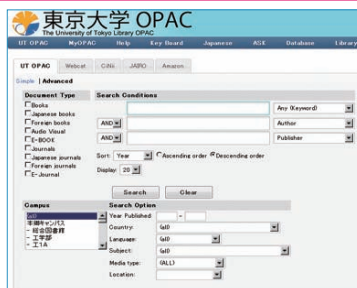 東京大学 OPAC
The University of Tokyo Library OPAC
UT OPAC MyOPAC Help Key Board Japanese ASK Database Library
UT OPAC Webcat CiNii JAIRO Amazon
Simple | Advanced
Document Type Search Conditions
Books Any (Keyword)
Japanese books
Foreign books AND Author
Audio Visual
E-BOOK AND Publisher
Journals
Japanese journals Sort: Year Ascending order Descending order
Foreign journals
E-Journal Display: 20
Search Clear
Campus Search Option
(all) Year Published: -
本郷キャンパス Country: (all)
- 総合図書館 Language: (all)
- 工学部 Subject: (all)
- 工1A Media type: (ALL)
Location: